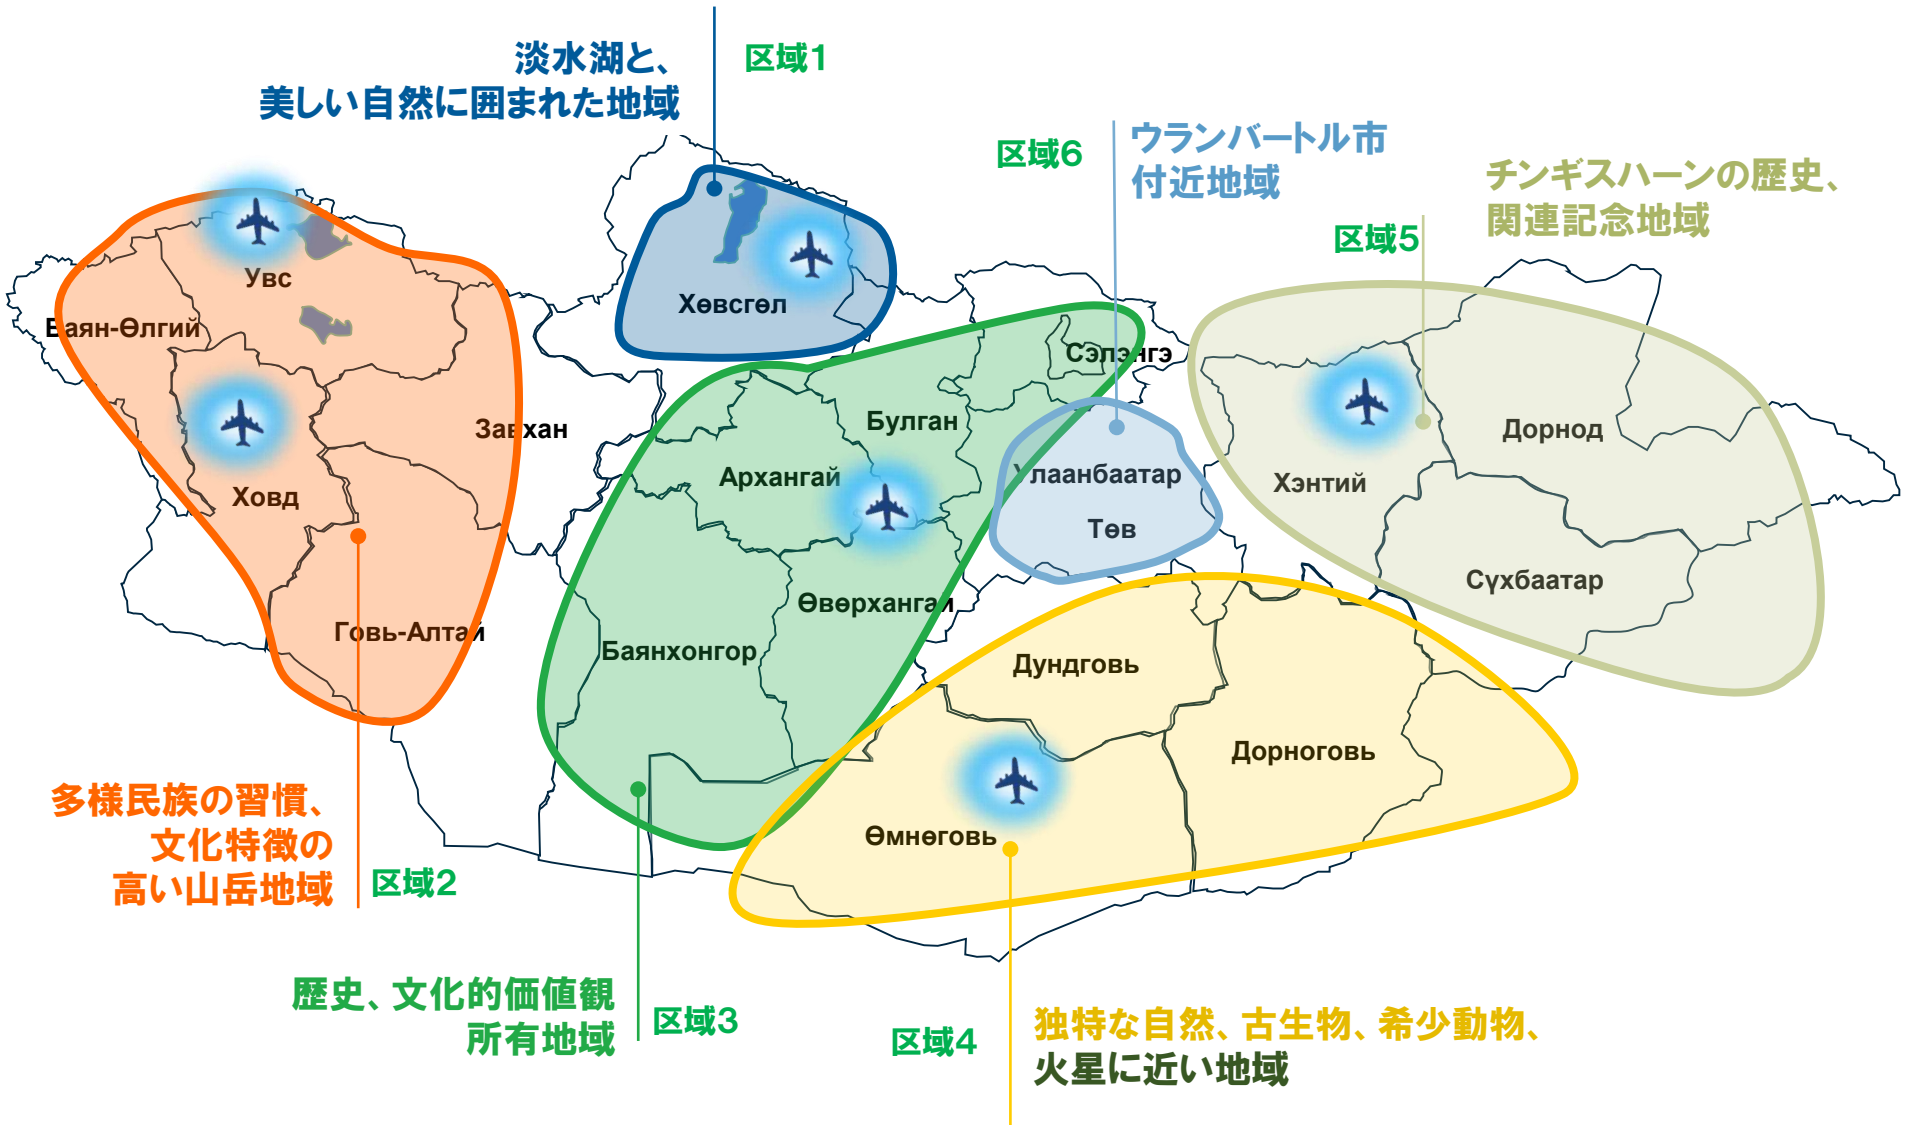 淡水湖と、
美しい自然に囲まれた地域
区域1
区域6
ウランバートル市
付近地域
チンギスハーンの歴史、
関連記念地域
区域5
Увс
Баян-Өлгий
Ховд
Завхан
Говь-Алтай
Хөвсгөл
Сэлэнгэ
Булган
Архангай
Өвөрхангай
Баянхонгор
Улаанбаатар
Төв
Дорнод
Хэнтий
Сүхбаатар
Дундговь
Дорноговь
Өмнөговь
多様民族の習慣、
文化特徴の
高い山岳地域
区域2
歴史、文化的価値観
所有地域
区域3
区域4
独特な自然、古生物、希少動物、
火星に近い地域